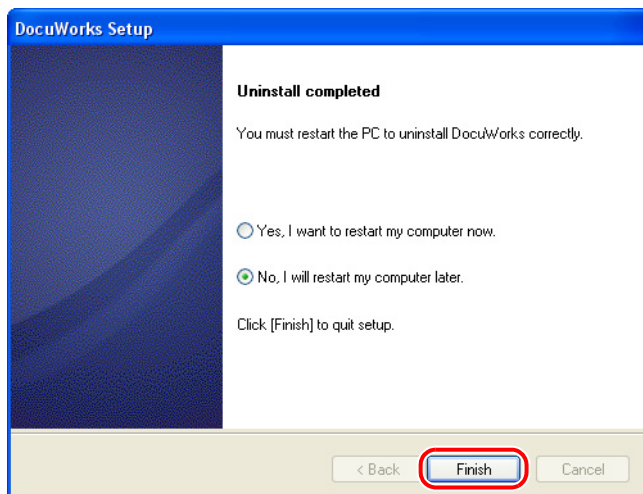 DocuWorks Setup
Uninstall completed
You must restart the PC to uninstall DocuWorks correctly.
Yes, I want to restart my computer now.
No, I will restart my computer later.
Click [Finish] to quit setup.
< Back Finish Cancel